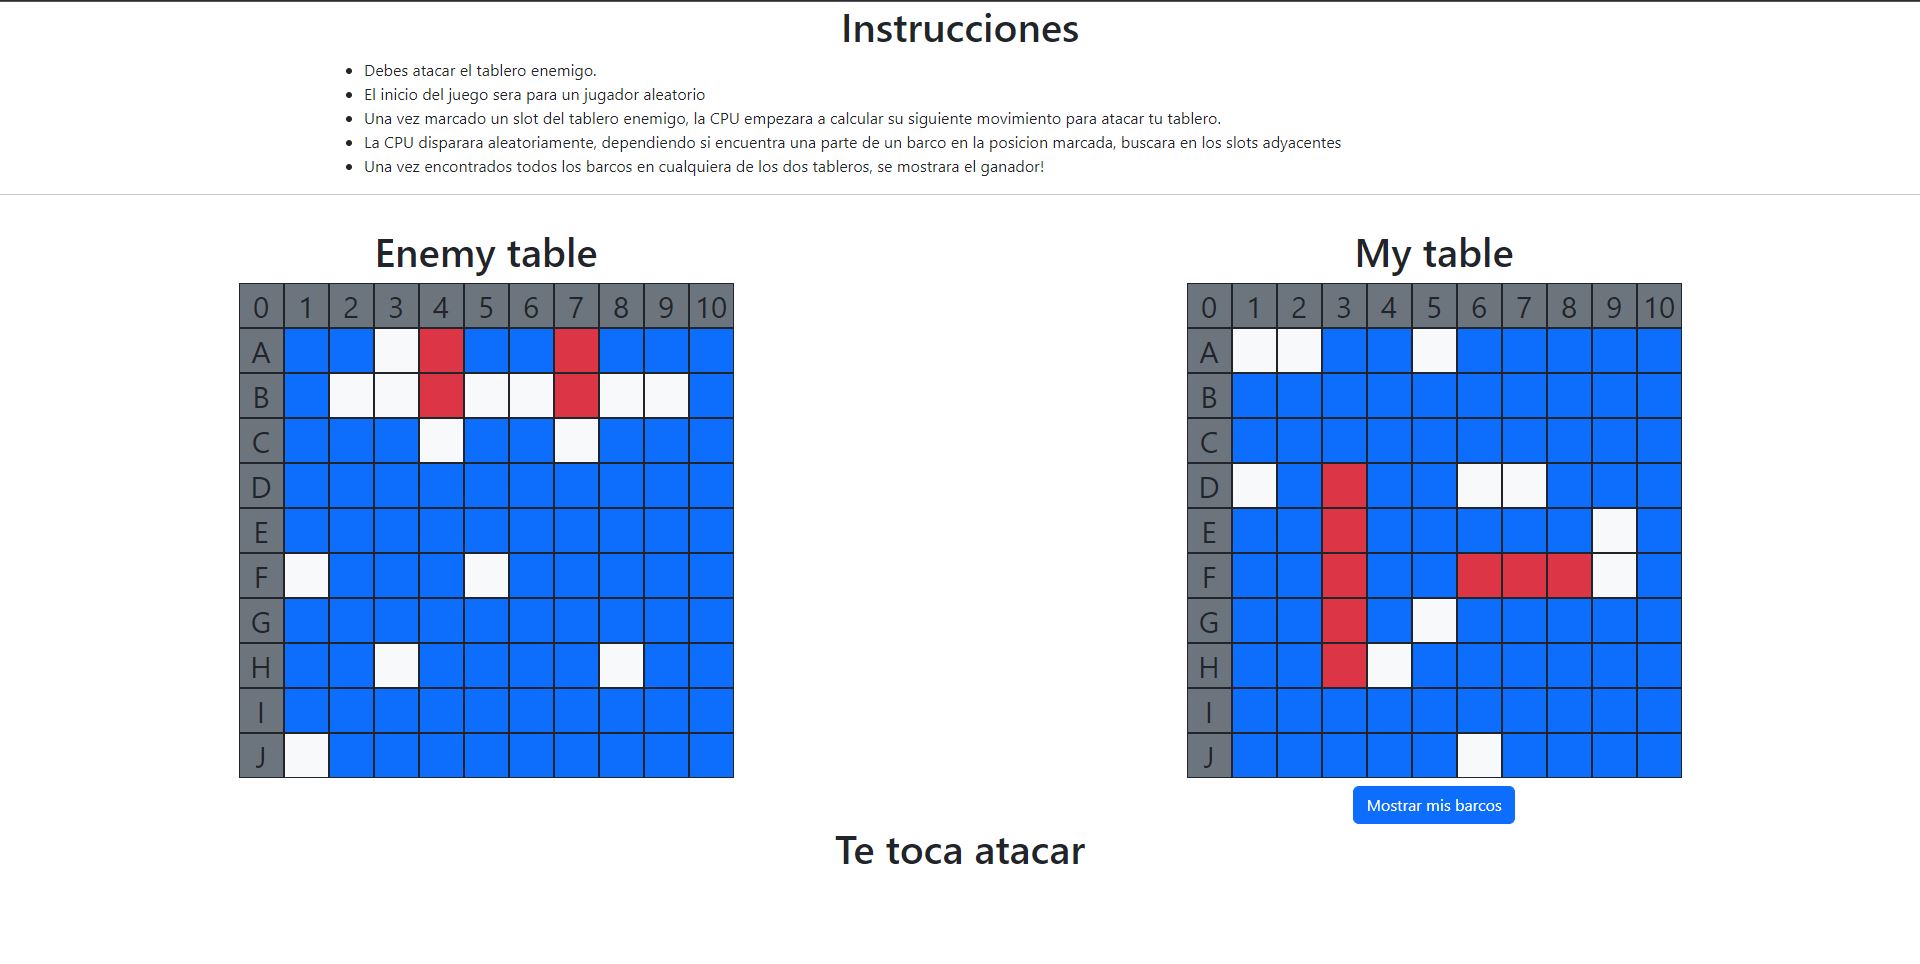 Instrucciones
Debes atacar el tablero enemigo.
El inicio del juego sera para un jugador aleatorio
Una vez marcado un slot del tablero enemigo, la CPU empezara a calcular su siguiente movimiento para atacar tu tablero.
La CPU disparara aleatoriamente, dependiendo si encuentra una parte de un barco en la posicion marcada, buscara en los slots adyacentes
Una vez encontrados todos los barcos en cualquiera de los dos tableros, se mostrara el ganador!
Enemy table
0 1 2 3 4 5 6 7 8 9 10
A
B
C
D
E
F
G
H
I
J
My table
0 1 2 3 4 5 6 7 8 9 10
A
B
C
D
E
F
G
H
I
J
Mostrar mis barcos
Te toca atacar